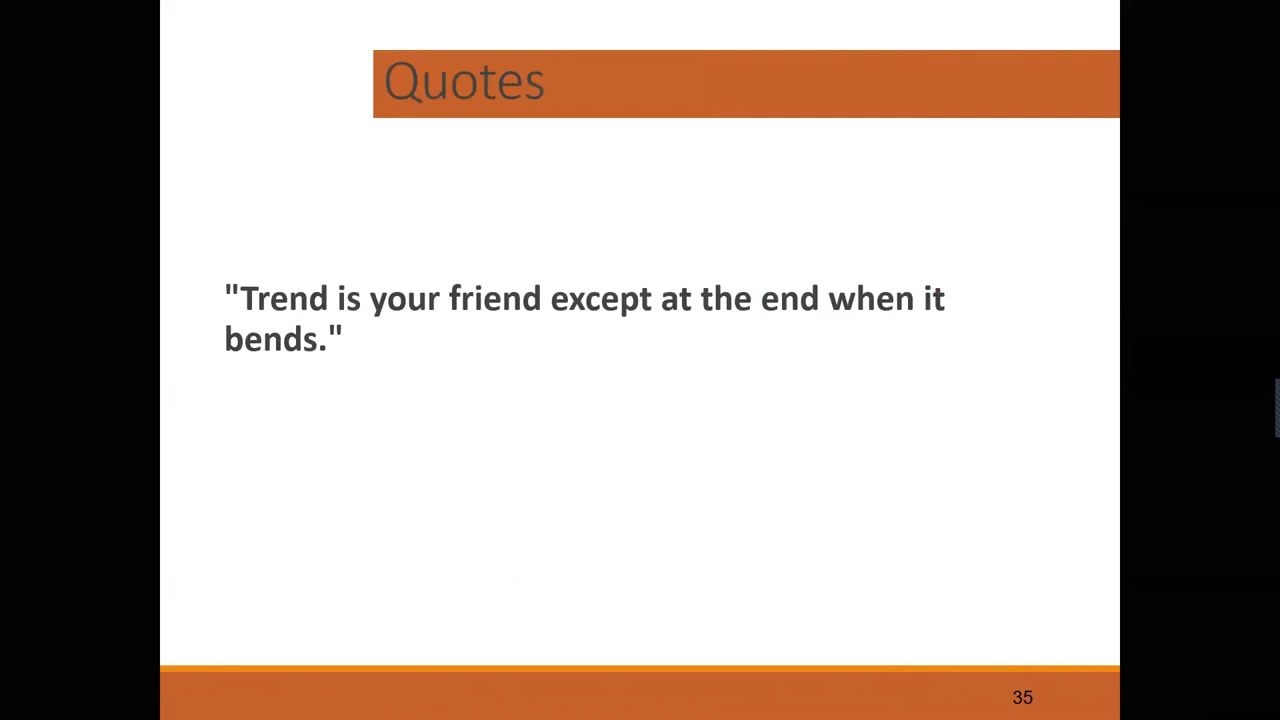 Quotes
"Trend is your friend except at the end when it
bends."
35